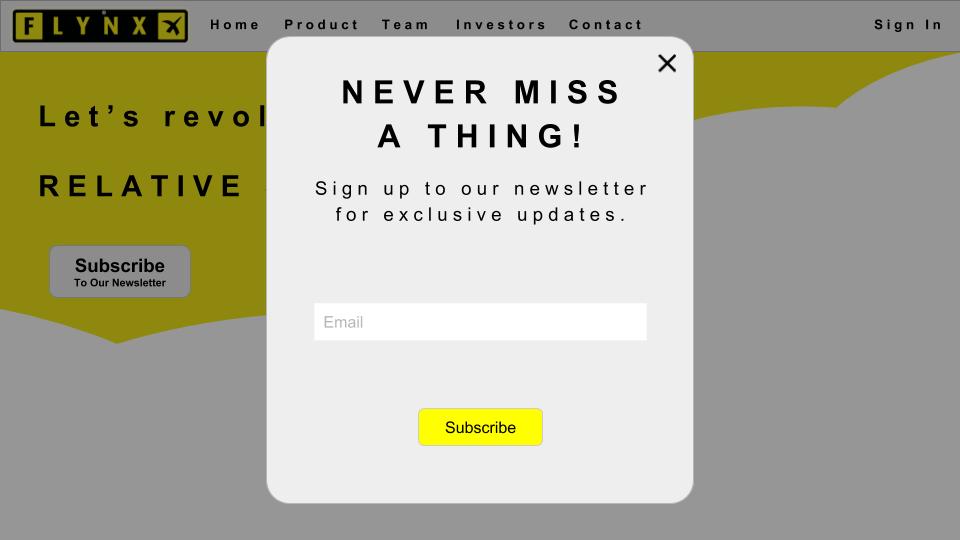 FLYNX
Home Product Team Investors Contact Sign In
Let’s revol
RELATIVE
Subscribe
To Our Newsletter
NEVER MISS
A THING!
Sign up to our newsletter
for exclusive updates.
Email
Subscribe